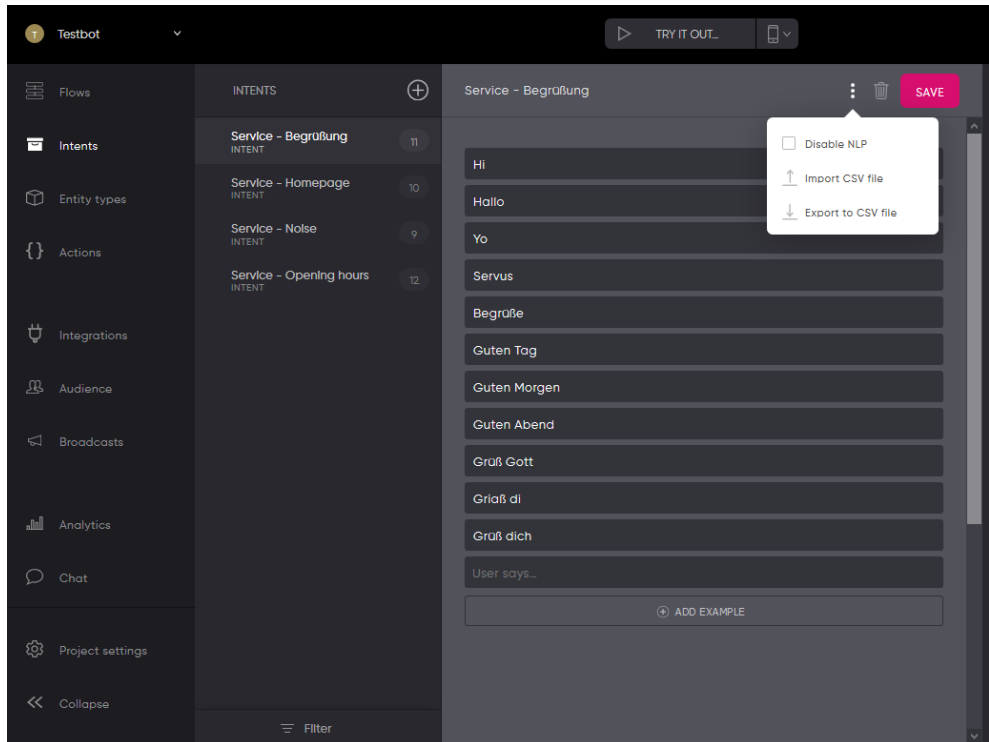 T Testbot
TRY IT OUT...
Flows
Intents
Entity types
Actions
Integrations
Audience
Broadcasts
Analytics
Chat
Project settings
Collapse
INTENTS
Service - Begrüßung
INTENT
11
Service - Homepage
INTENT
10
Service - Noise
INTENT
9
Service - Opening hours
INTENT
12
Filter
Service - Begrüßung
SAVE
Disable NLP
Import CSV file
Export to CSV file
Hi
Hallo
Yo
Servus
Begrüße
Guten Tag
Guten Morgen
Guten Abend
Grüß Gott
Griaß di
Grüß dich
User says...
ADD EXAMPLE